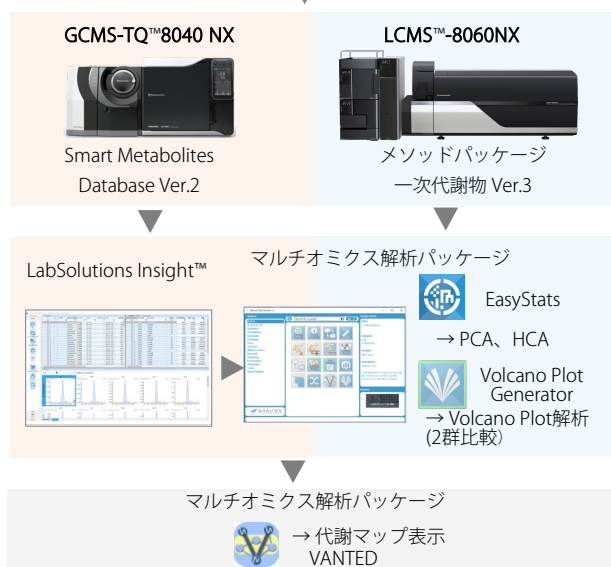 GCMS-TQ™8040 NX
LCMS™-8060NX
Smart Metabolites
Database Ver.2
メソッドパッケージ
一次代謝物 Ver.3
LabSolutions Insight™
マルチオミクス解析パッケージ
GARUDA
EasyStats
→ PCA、HCA
Volcano Plot
Generator
→ Volcano Plot解析
(2群比較）
マルチオミクス解析パッケージ
→ 代謝マップ表示
VANTED